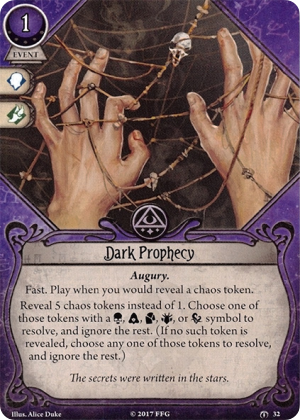 1
EVENT
Dark Prophecy
Augury.
Fast. Play when you would reveal a chaos token.
Reveal 5 chaos tokens instead of 1. Choose one of
those tokens with a , , , , or symbol to
resolve, and ignore the rest. (If no such token is
revealed, choose any one of those tokens to resolve,
and ignore the rest.)
The secrets were written in the stars.
Illus. Alice Duke
© 2017 FFG
32